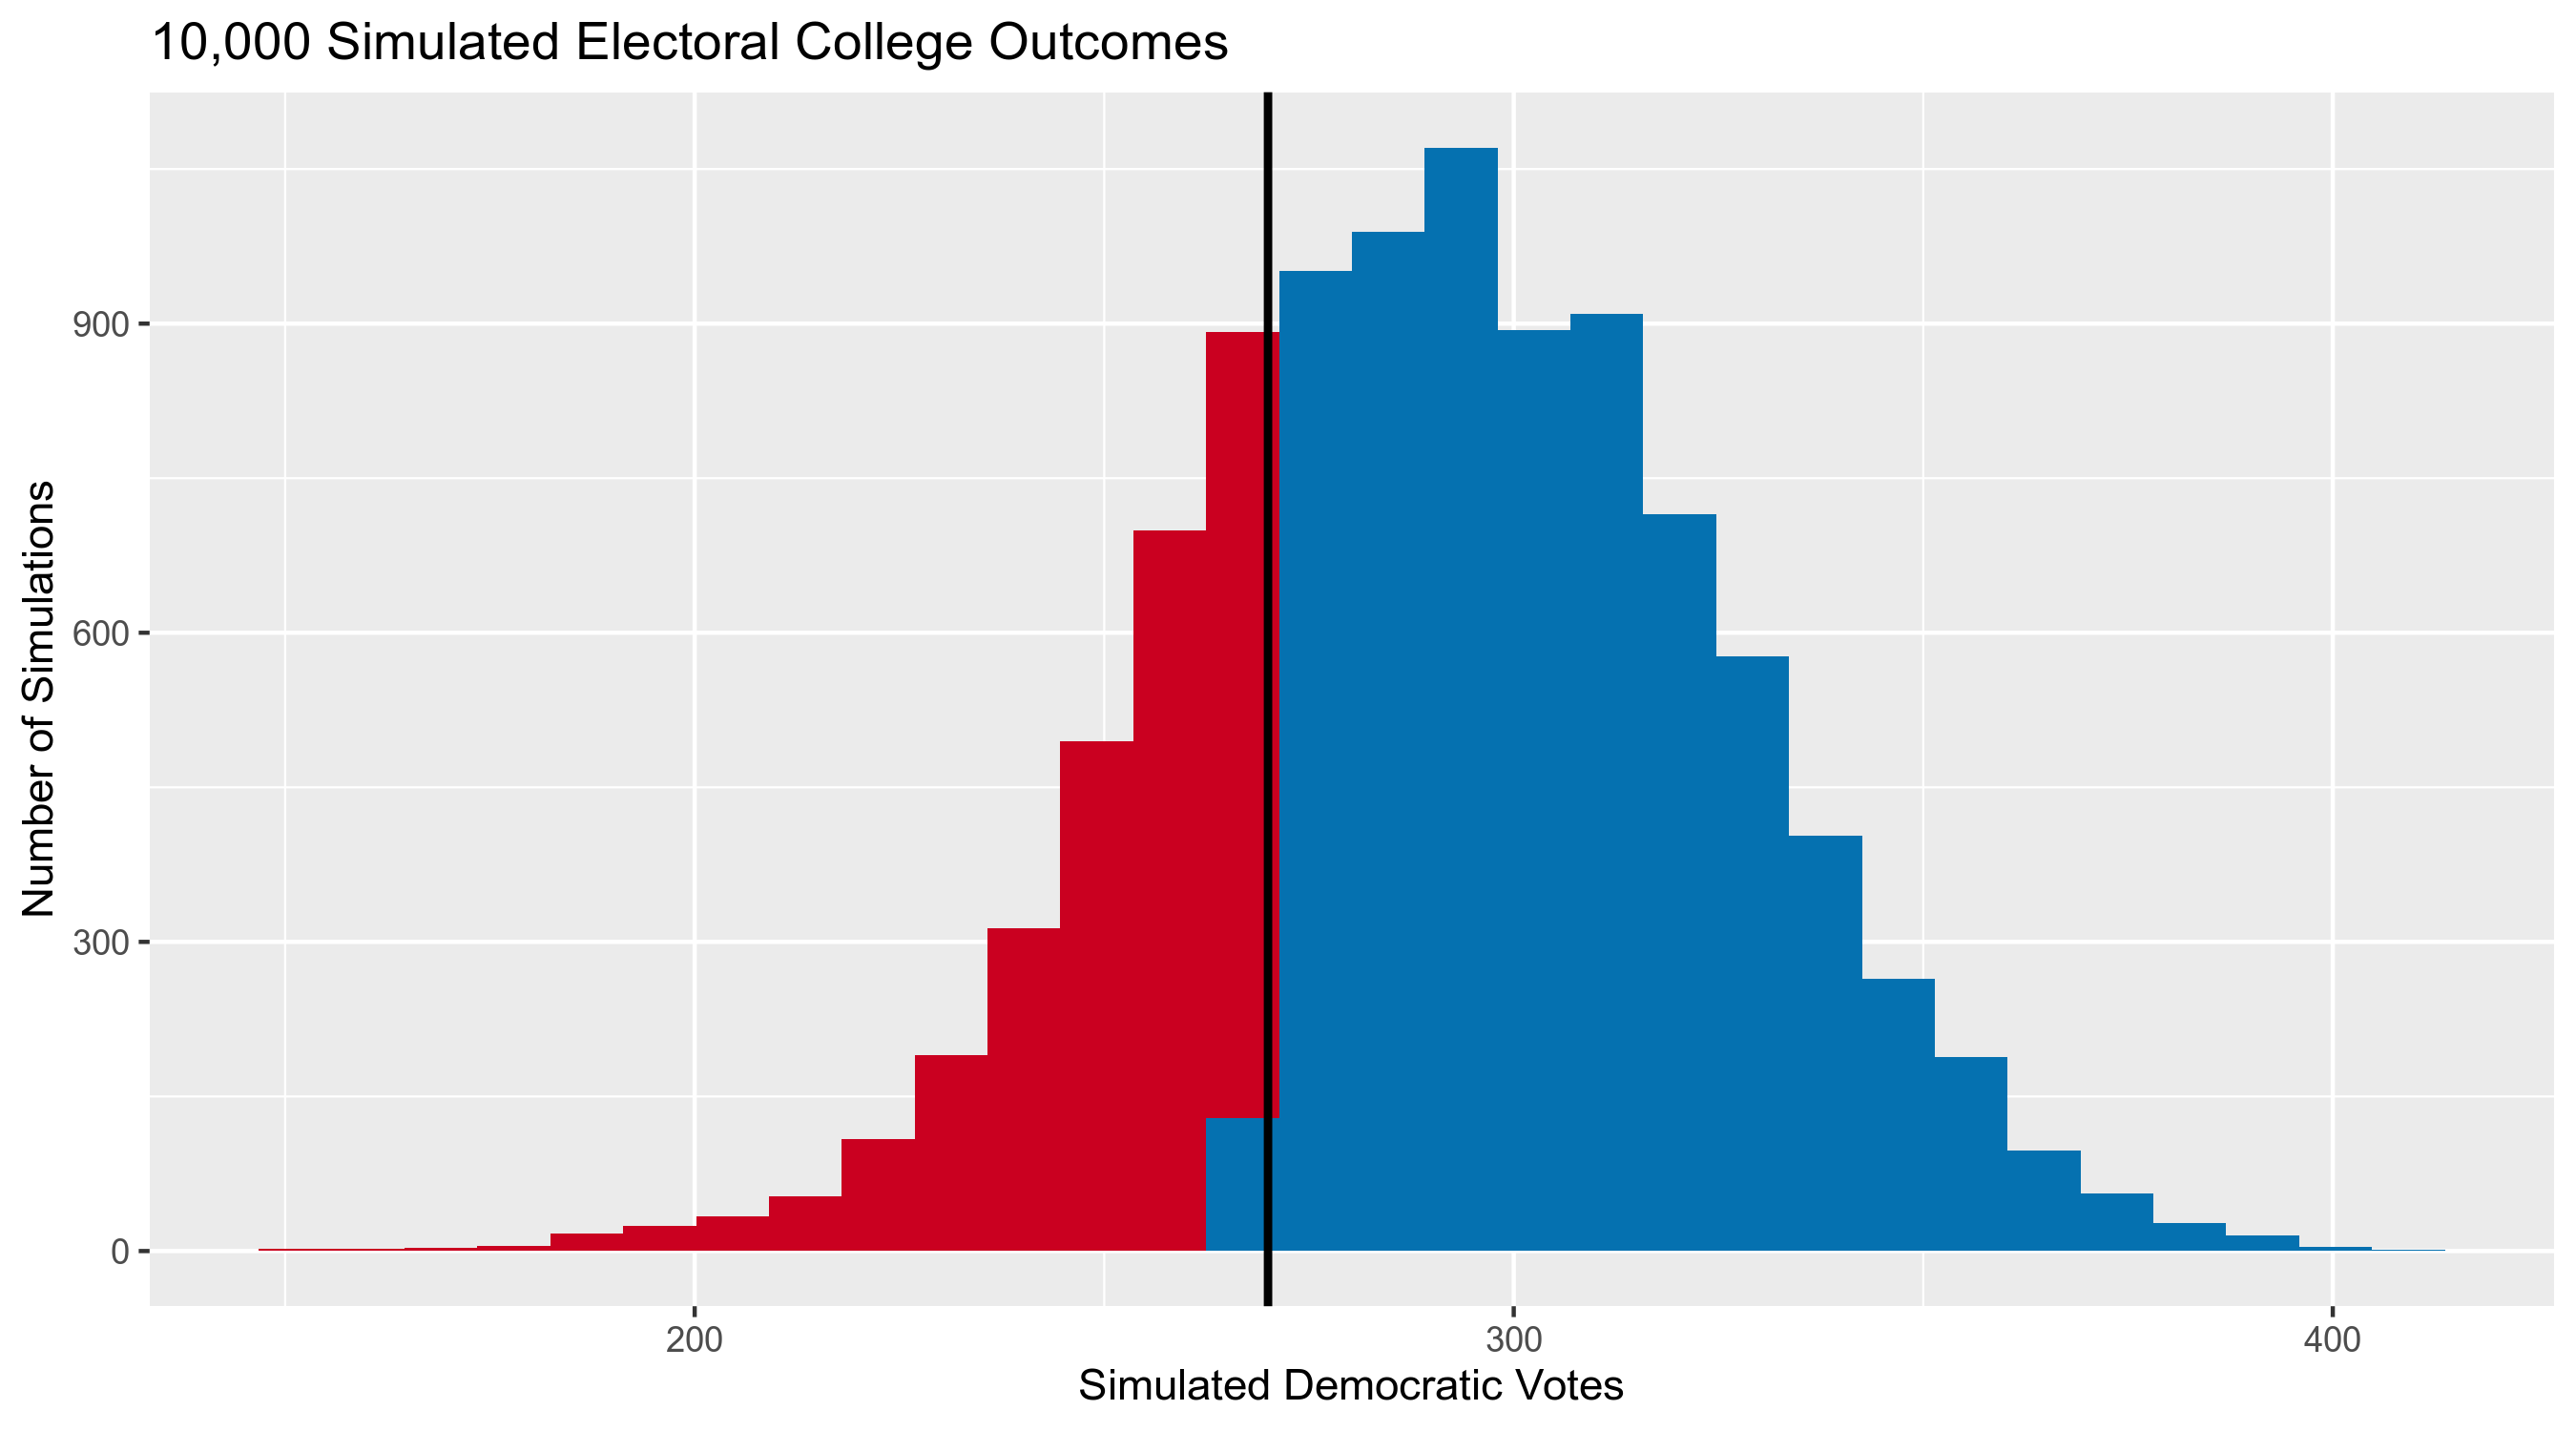 10,000 Simulated Electoral College Outcomes
Number of Simulations
900
600
300
0
200
300
400
Simulated Democratic Votes